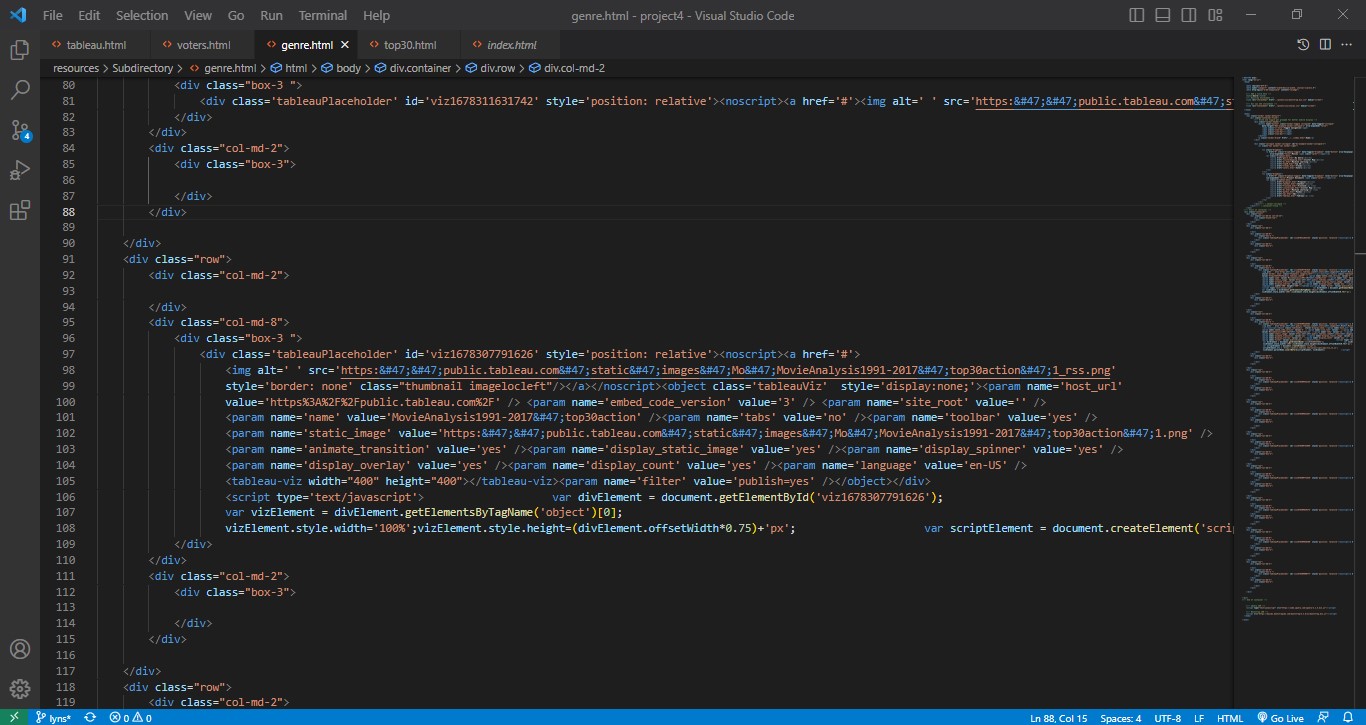 File Edit Selection View Go Run Terminal Help genre.html - project4 - Visual Studio Code
tableau.html voters.html genre.html top30.html index.html
resources > Subdirectory > genre.html > html > body > div.container > div.row > div.col-md-2
80 <div class="box-3 ">
81 <div class='tableauPlaceholder' id='viz1678311631742' style='position: relative'><noscript><a href='#'><img alt=' ' src='https:&#47;&#47;public.tableau.com&#47;st
82 </div>
83 </div>
84 <div class="col-md-2">
85 <div class="box-3">
86
87 </div>
88 </div>
89
90 </div>
91 <div class="row">
92 <div class="col-md-2">
93
94 </div>
95 <div class="col-md-8">
96 <div class="box-3 ">
97 <div class='tableauPlaceholder' id='viz1678307791626' style='position: relative'><noscript><a href='#'>
98 <img alt=' ' src='https:&#47;&#47;public.tableau.com&#47;static&#47;images&#47;Mo&#47;MovieAnalysis1991-2017&#47;top30action&#47;1_rss.png'
99 style='border: none' class="thumbnail imagelocleft"/></a></noscript><object class='tableauViz' style='display:none;'><param name='host_url'
100 value='https%3A%2F%2Fpublic.tableau.com%2F' /> <param name='embed_code_version' value='3' /> <param name='site_root' value='' />
101 <param name='name' value='MovieAnalysis1991-2017&#47;top30action' /><param name='tabs' value='no' /><param name='toolbar' value='yes' />
102 <param name='static_image' value='https:&#47;&#47;public.tableau.com&#47;static&#47;images&#47;Mo&#47;MovieAnalysis1991-2017&#47;top30action&#47;1.png' />
103 <param name='animate_transition' value='yes' /><param name='display_static_image' value='yes' /><param name='display_spinner' value='yes' />
104 <param name='display_overlay' value='yes' /><param name='display_count' value='yes' /><param name='language' value='en-US' />
105 <tableau-viz width="400" height="400"></tableau-viz><param name='filter' value='publish=yes' /></object></div>
106 <script type='text/javascript'> var divElement = document.getElementById('viz1678307791626');
107 var vizElement = divElement.getElementsByTagName('object')[0];
108 vizElement.style.width='100%';vizElement.style.height=(divElement.offsetWidth*0.75)+'px'; var scriptElement = document.createElement('scri
109 </div>
110 </div>
111 <div class="col-md-2">
112 <div class="box-3">
113
114 </div>
115 </div>
116
117 </div>
118 <div class="row">
119 <div class="col-md-2">
4
lyns* 0 0 Ln 88, Col 15 Spaces: 4 UTF-8 LF HTML Go Live